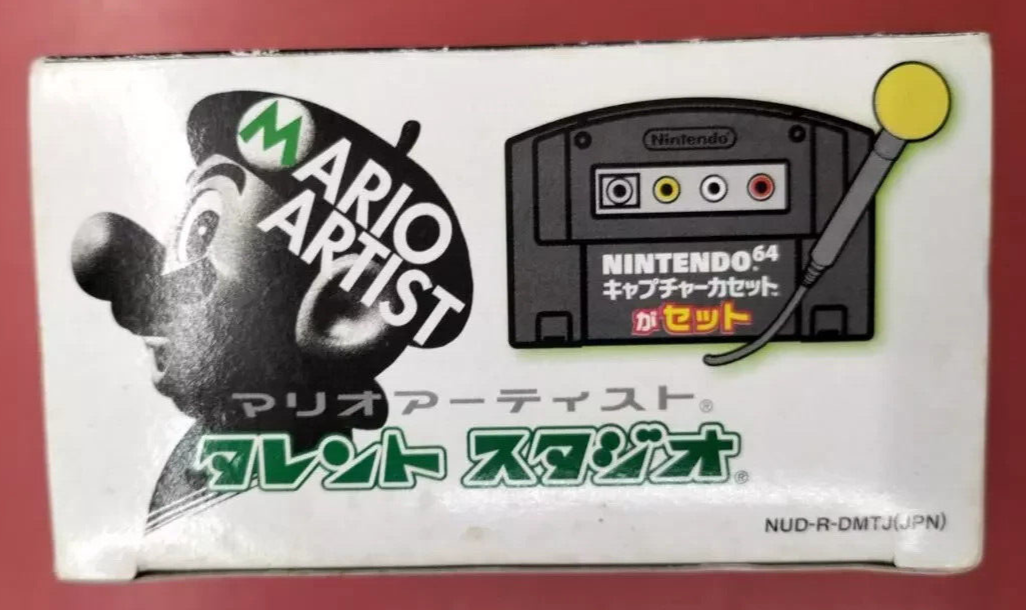 MARIO
ARTIST
Nintendo
NINTENDO64
キャプチャーカセット
が セット
マリオアーティスト®
タレント スタジオ®
NUD-R-DMTJ(JPN)